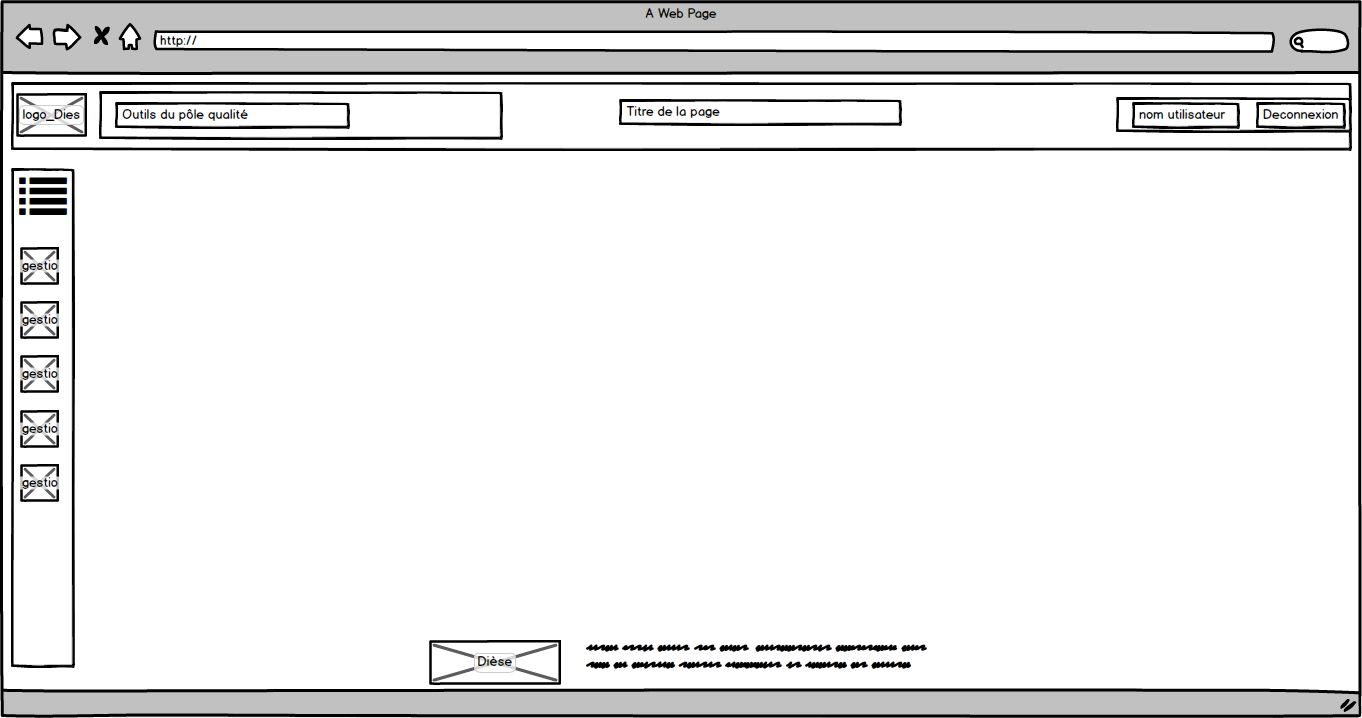 A Web Page
http://
logo_Dies
Outils du pôle qualité
Titre de la page
nom utilisateur
Deconnexion
gestio
gestio
gestio
gestio
gestio
Dièse